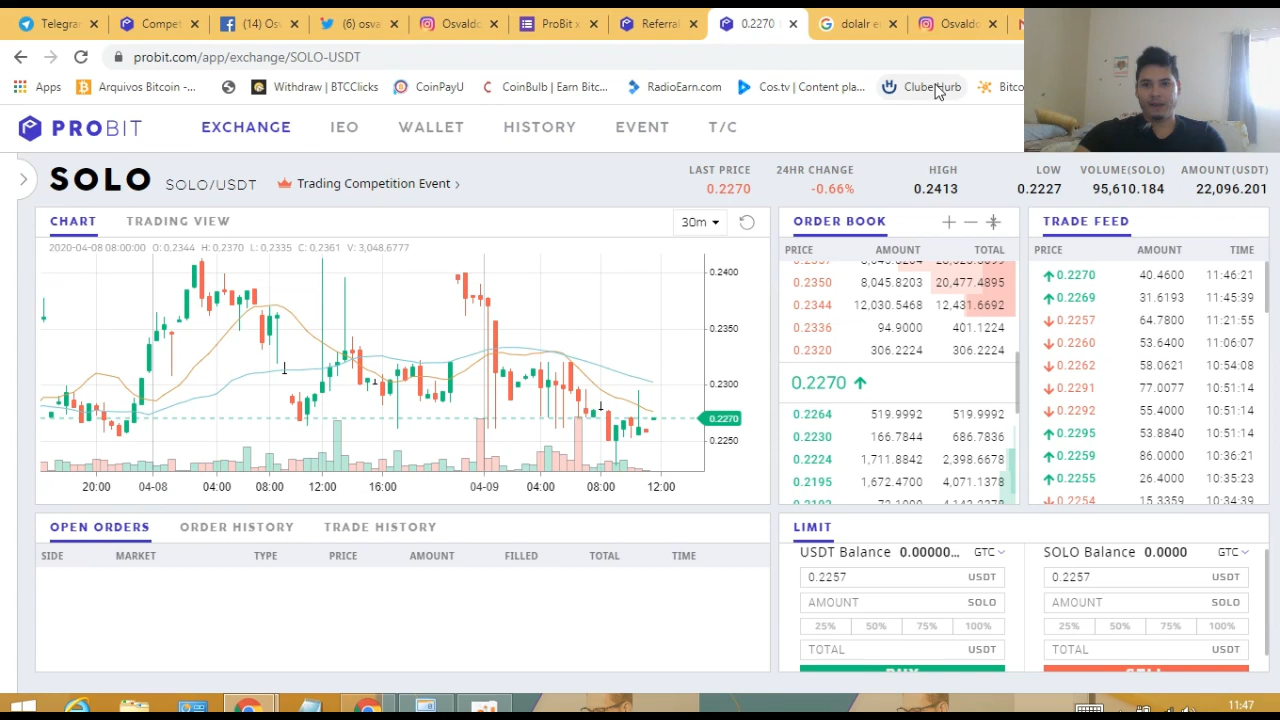 Telegra
Compet
(14) Os
(6) osva
Osvaldo
ProBit x
Referral
0.2270
dolalr e
Osvaldo
probit.com/app/exchange/SOLO-USDT
Apps
Arquivos Bitcoin -...
Withdraw | BTCClicks
CoinPayU
CoinBulb | Earn Bitc...
RadioEarn.com
Cos.tv | Content pla...
Clube Hurb
Bitco
PROBIT
EXCHANGE
IEO
WALLET
HISTORY
EVENT
T/C
SOLO
SOLO/USDT
Trading Competition Event
LAST PRICE 24HR CHANGE HIGH LOW VOLUME(SOLO) AMOUNT(USDT)
0.2270 -0.66% 0.2413 0.2227 95,610.184 22,096.201
CHART TRADING VIEW 30m
2020-04-08 08:00:00 O: 0.2344 H: 0.2370 L: 0.2335 C: 0.2361 V: 3,048.6777
0.2400
0.2350
0.2300
0.2270
0.2250
20:00 04-08 04:00 08:00 12:00 16:00 04-09 04:00 08:00 12:00
ORDER BOOK
PRICE AMOUNT TOTAL
0.2350 8,045.8203 20,477.4895
0.2344 12,030.5468 12,431.6692
0.2336 94.9000 401.1224
0.2320 306.2224 306.2224
0.2270
0.2264 519.9992 519.9992
0.2230 166.7844 686.7836
0.2224 1,711.8842 2,398.6678
0.2195 1,672.4700 4,071.1378
TRADE FEED
PRICE AMOUNT TIME
0.2270 40.4600 11:46:21
0.2269 31.6193 11:45:39
0.2257 64.7800 11:21:55
0.2260 53.6400 11:06:07
0.2262 58.0621 10:54:08
0.2291 77.0077 10:51:14
0.2292 55.4000 10:51:14
0.2295 53.8840 10:51:14
0.2259 86.0000 10:36:21
0.2255 26.4000 10:35:23
0.2254 15.3359 10:34:39
OPEN ORDERS ORDER HISTORY TRADE HISTORY
SIDE MARKET TYPE PRICE AMOUNT FILLED TOTAL TIME
LIMIT
USDT Balance 0.00000... GTC
0.2257 USDT
AMOUNT SOLO
25% 50% 75% 100%
TOTAL USDT
BUY
SOLO Balance 0.0000 GTC
0.2257 USDT
AMOUNT SOLO
25% 50% 75% 100%
TOTAL USDT
SELL
11:47